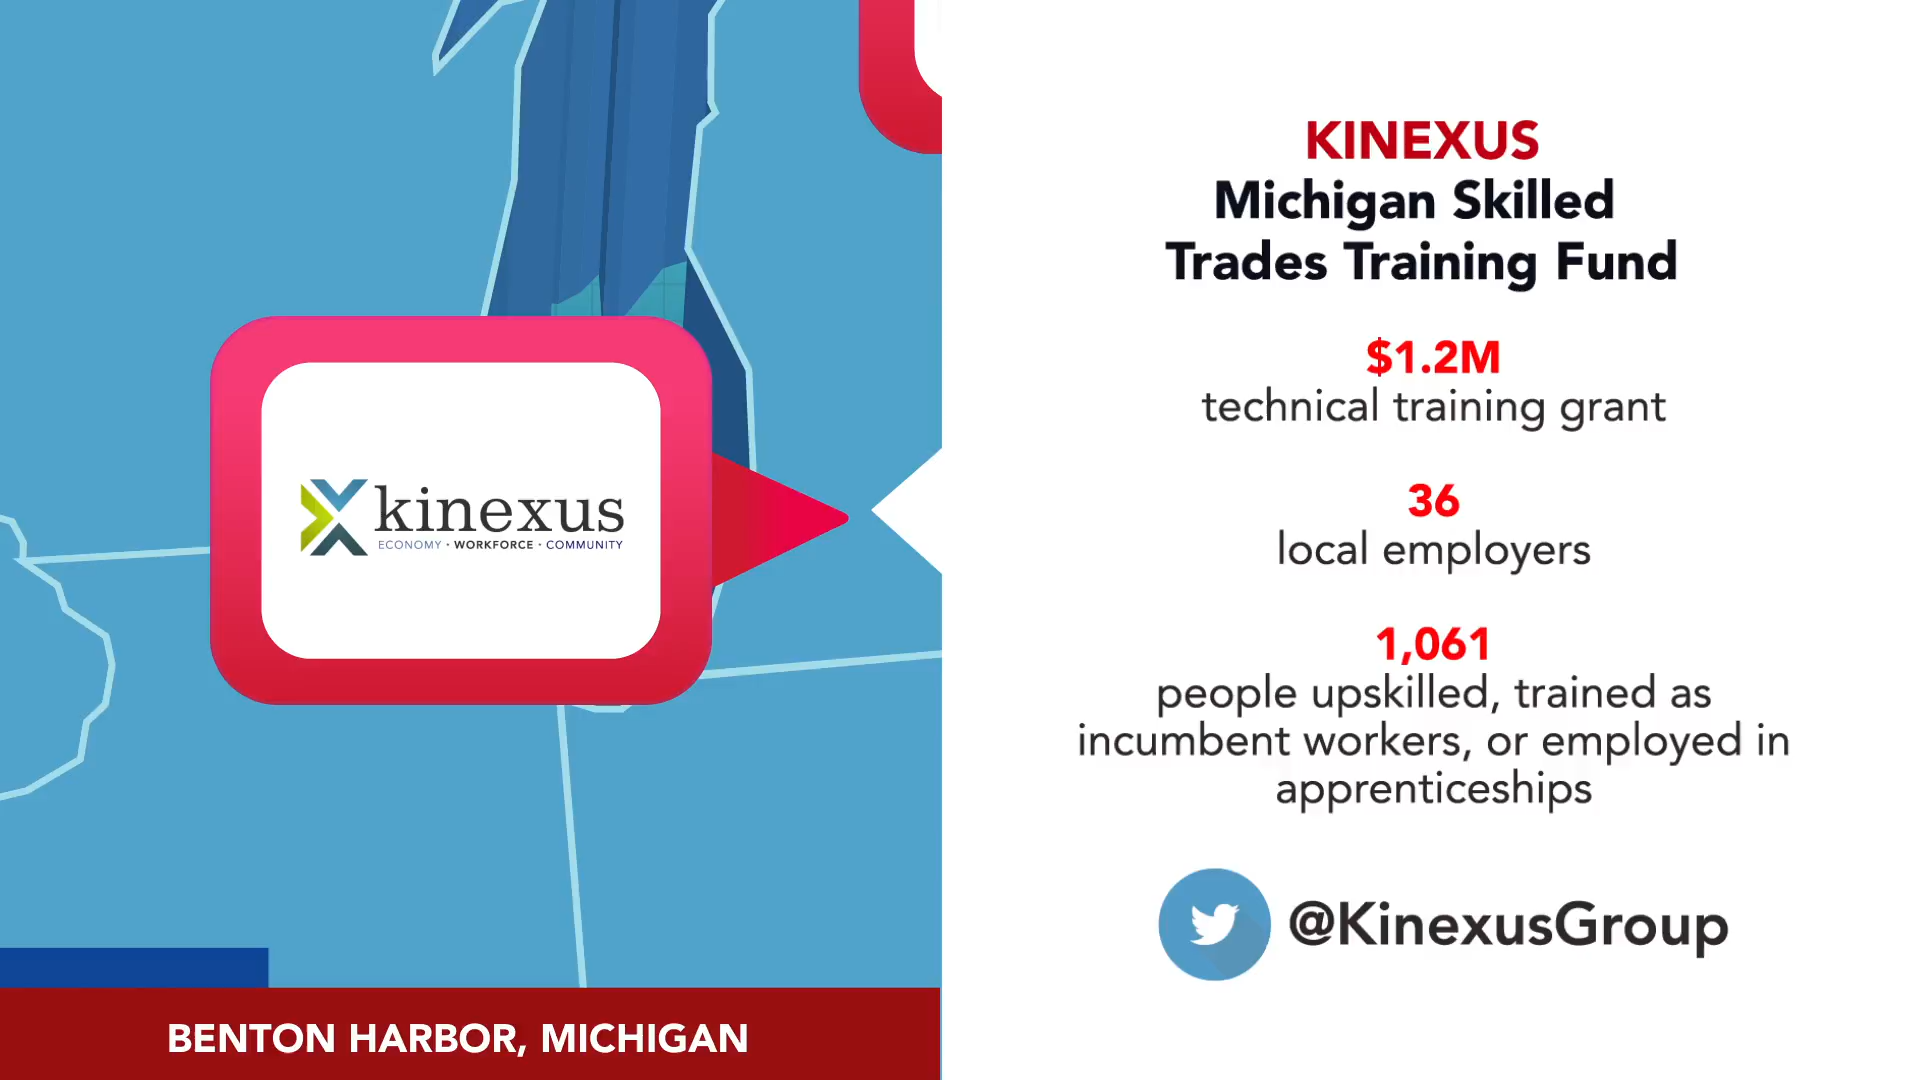 kinexus
ECONOMY · WORKFORCE · COMMUNITY
BENTON HARBOR, MICHIGAN
KINEXUS
Michigan Skilled
Trades Training Fund
$1.2M
technical training grant
36
local employers
1,061
people upskilled, trained as
incumbent workers, or employed in
apprenticeships
@KinexusGroup